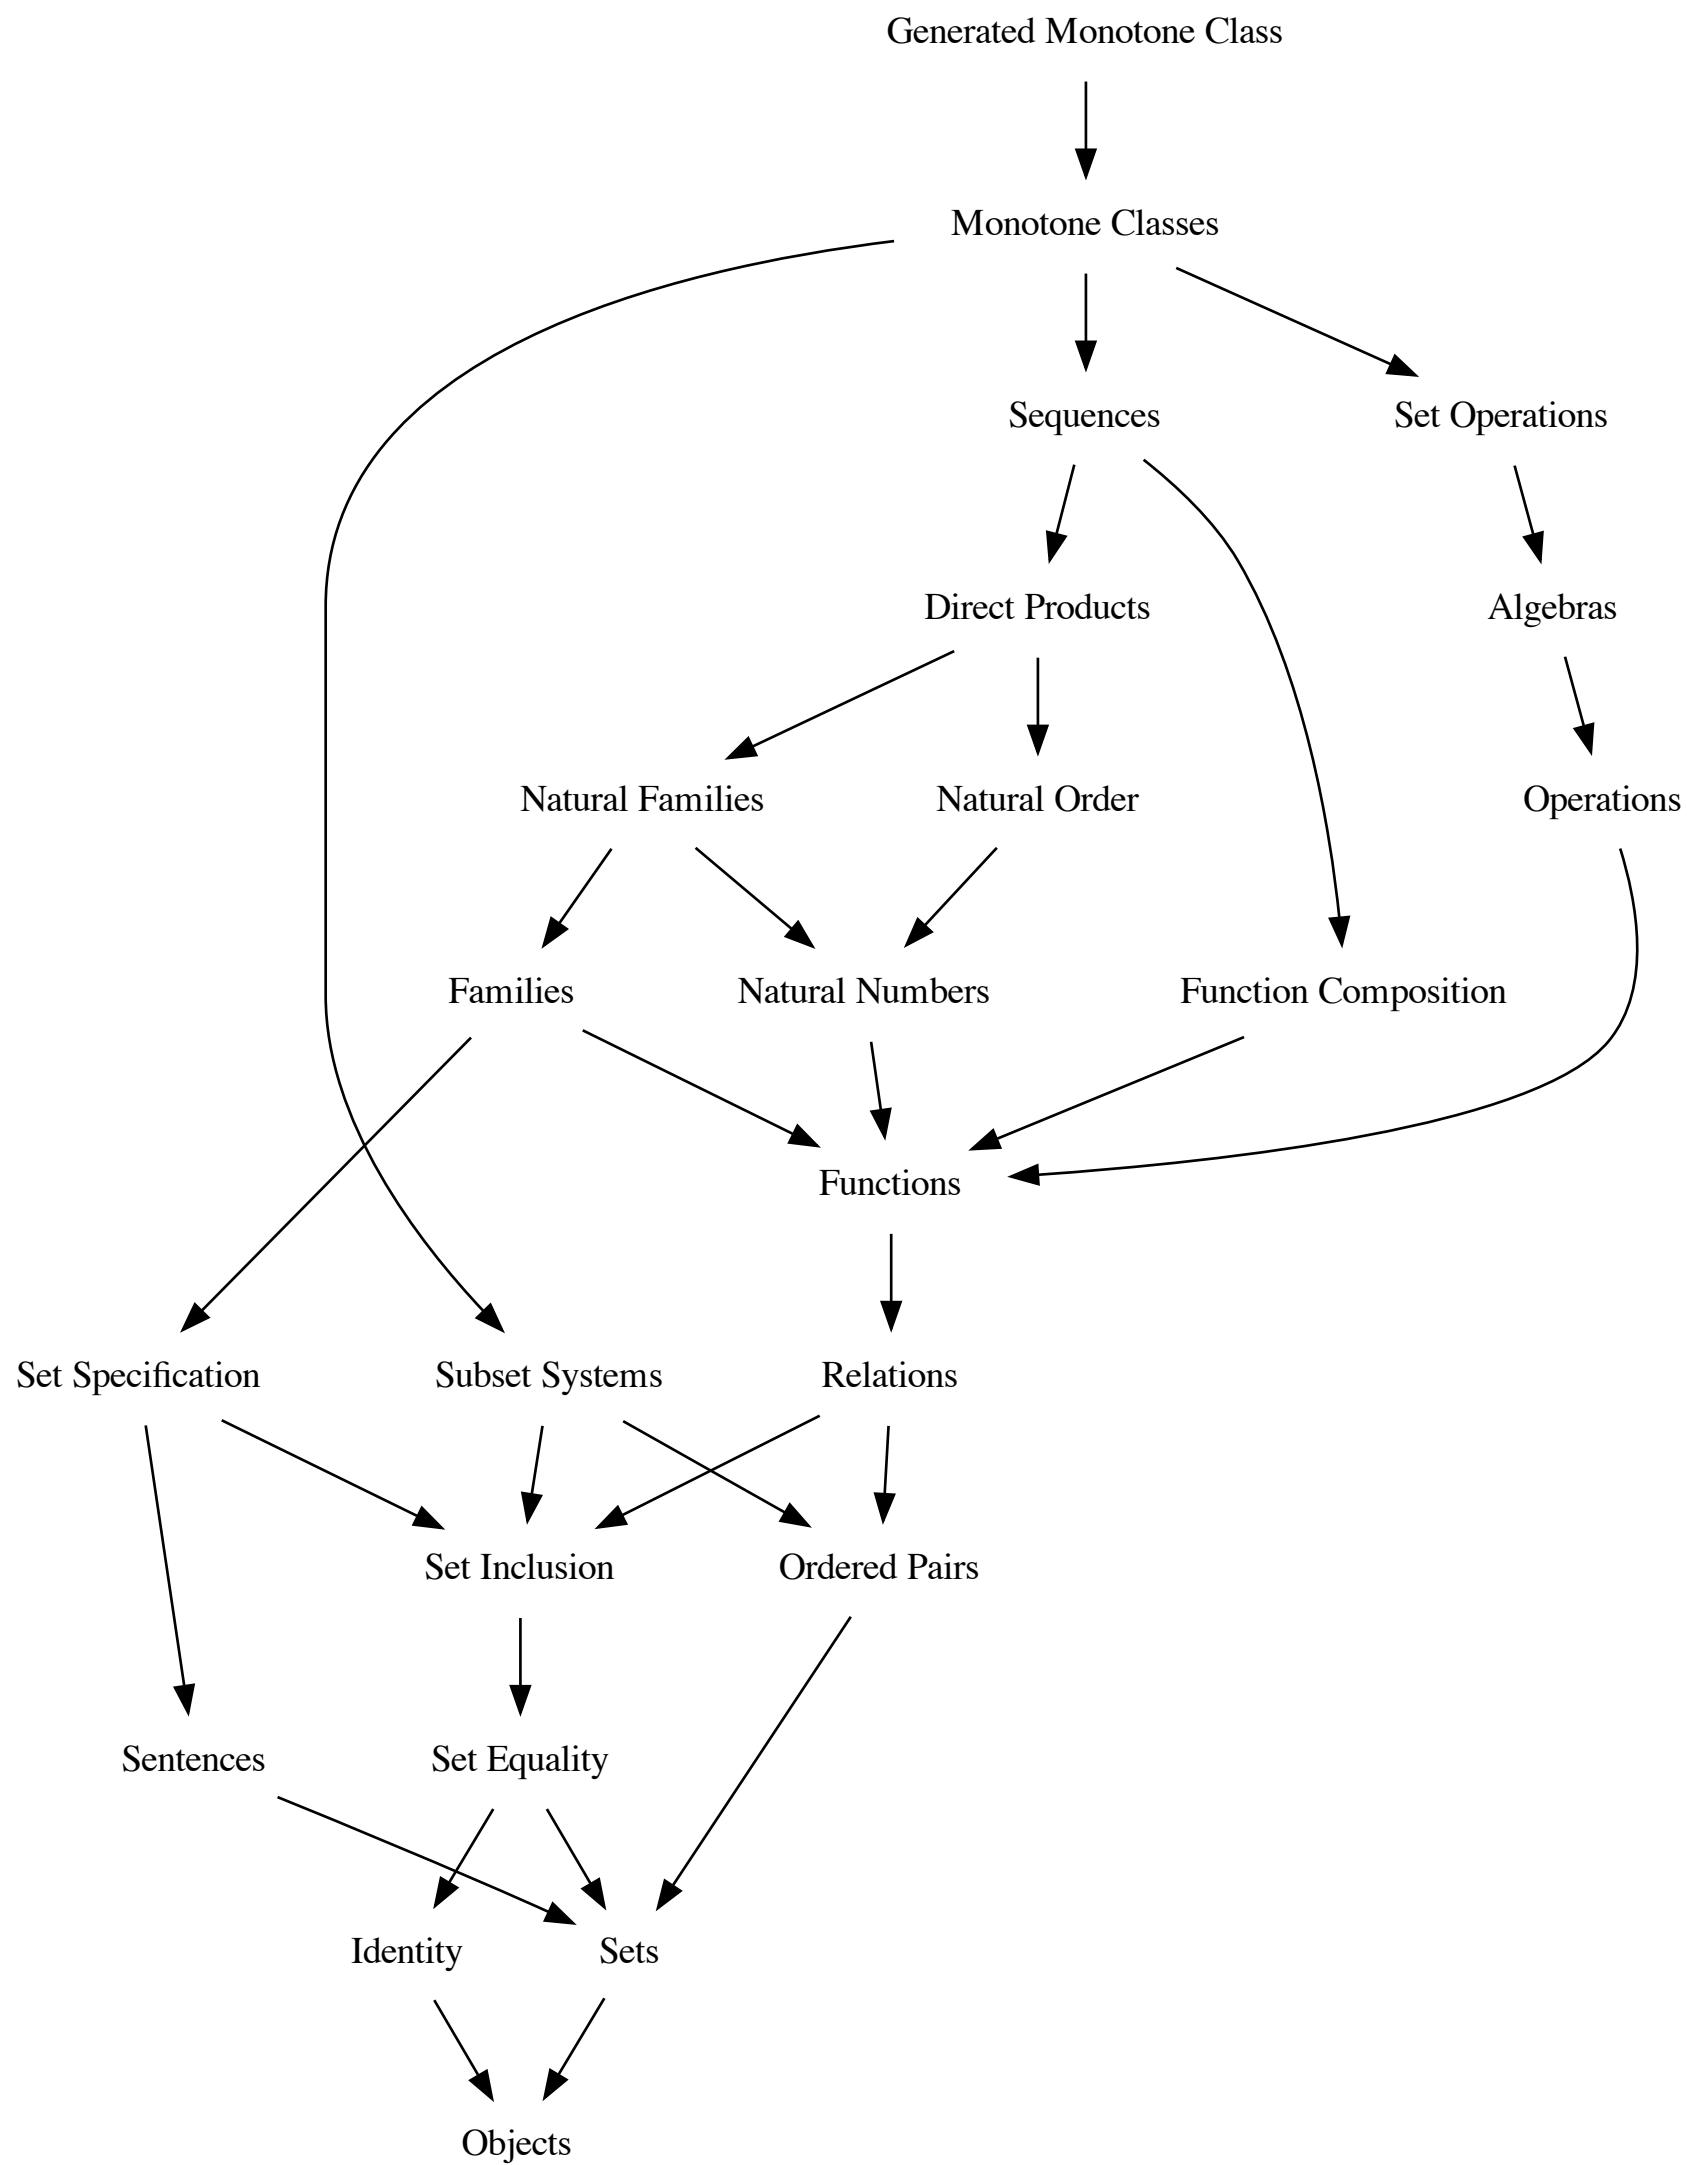 Generated Monotone Class
Monotone Classes
Sequences
Set Operations
Direct Products
Algebras
Natural Families
Natural Order
Operations
Families
Natural Numbers
Function Composition
Functions
Set Specification
Subset Systems
Relations
Set Inclusion
Ordered Pairs
Sentences
Set Equality
Identity
Sets
Objects